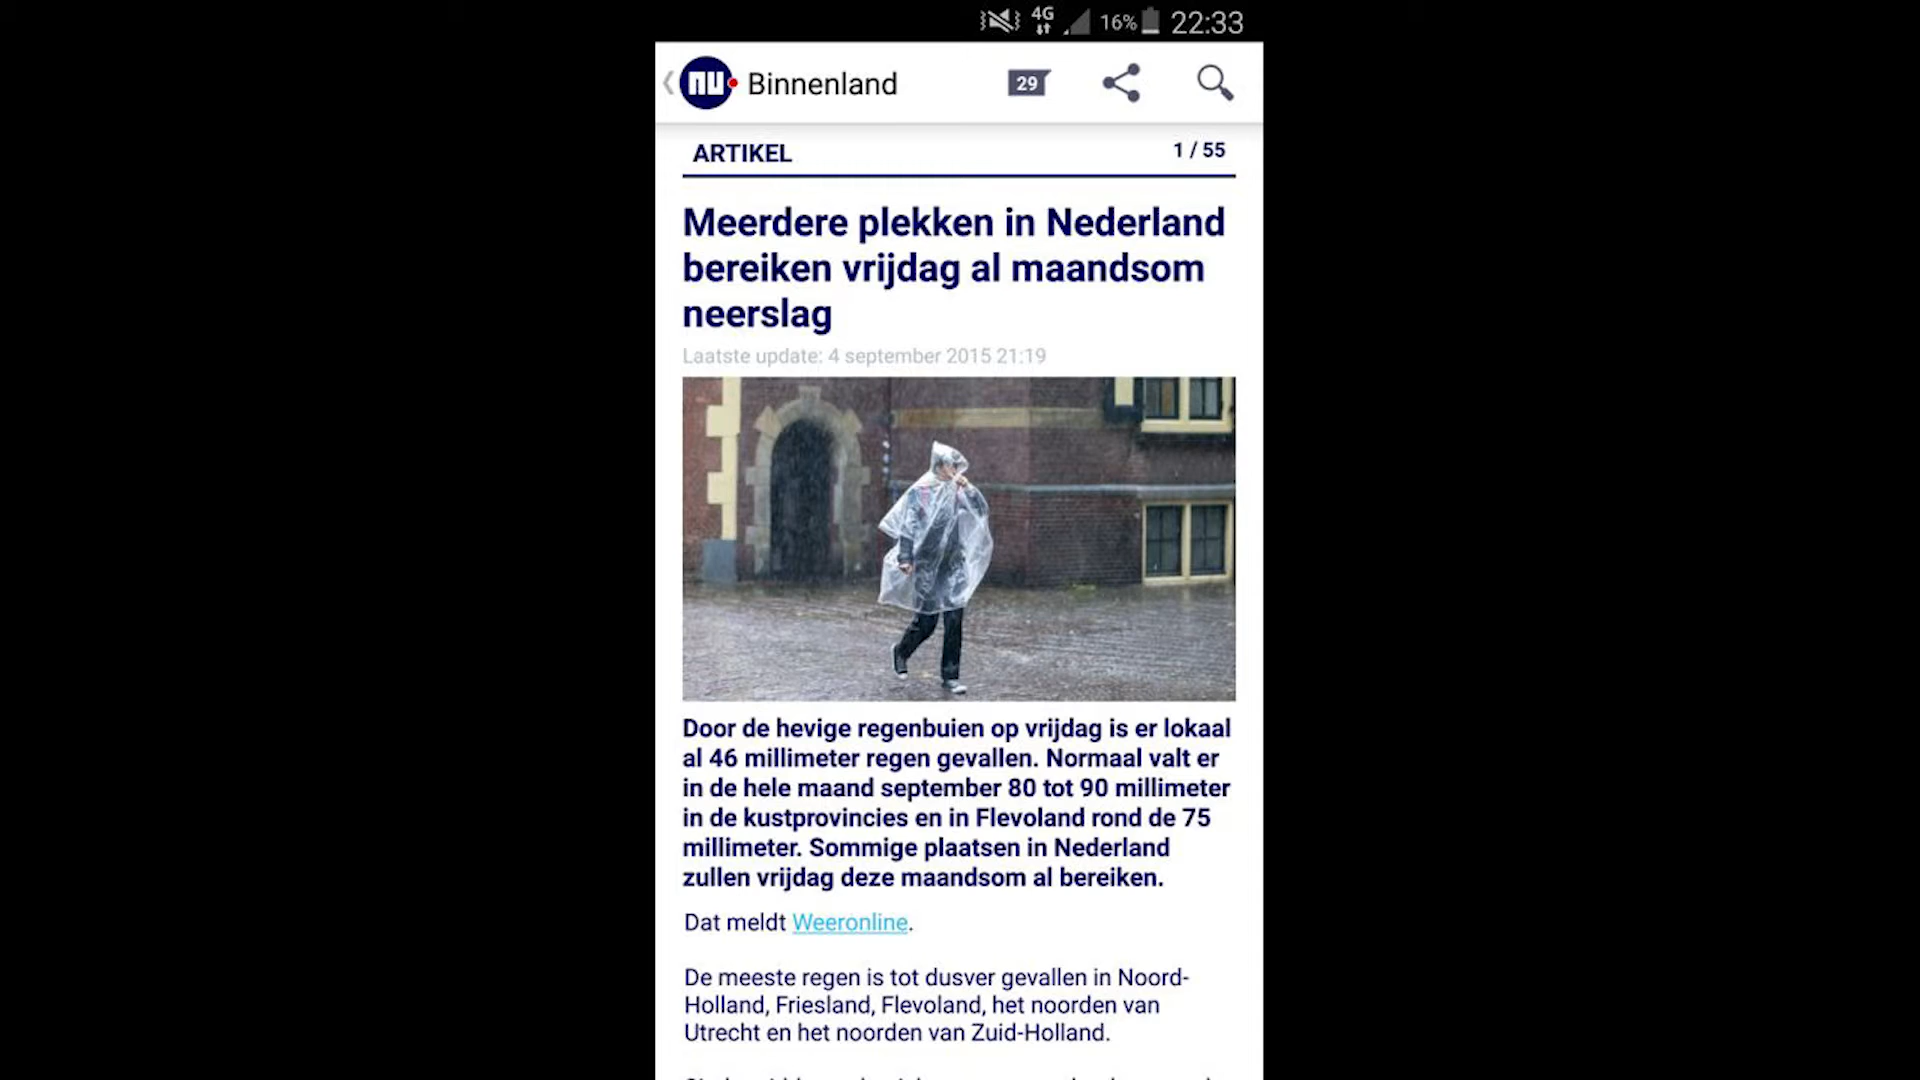 4G 16% 22:33
nu Binnenland 29
ARTIKEL 1 / 55
Meerdere plekken in Nederland
bereiken vrijdag al maandsom
neerslag
Laatste update: 4 september 2015 21:19
Door de hevige regenbuien op vrijdag is er lokaal
al 46 millimeter regen gevallen. Normaal valt er
in de hele maand september 80 tot 90 millimeter
in de kustprovincies en in Flevoland rond de 75
millimeter. Sommige plaatsen in Nederland
zullen vrijdag deze maandsom al bereiken.
Dat meldt Weeronline.
De meeste regen is tot dusver gevallen in Noord-
Holland, Friesland, Flevoland, het noorden van
Utrecht en het noorden van Zuid-Holland.